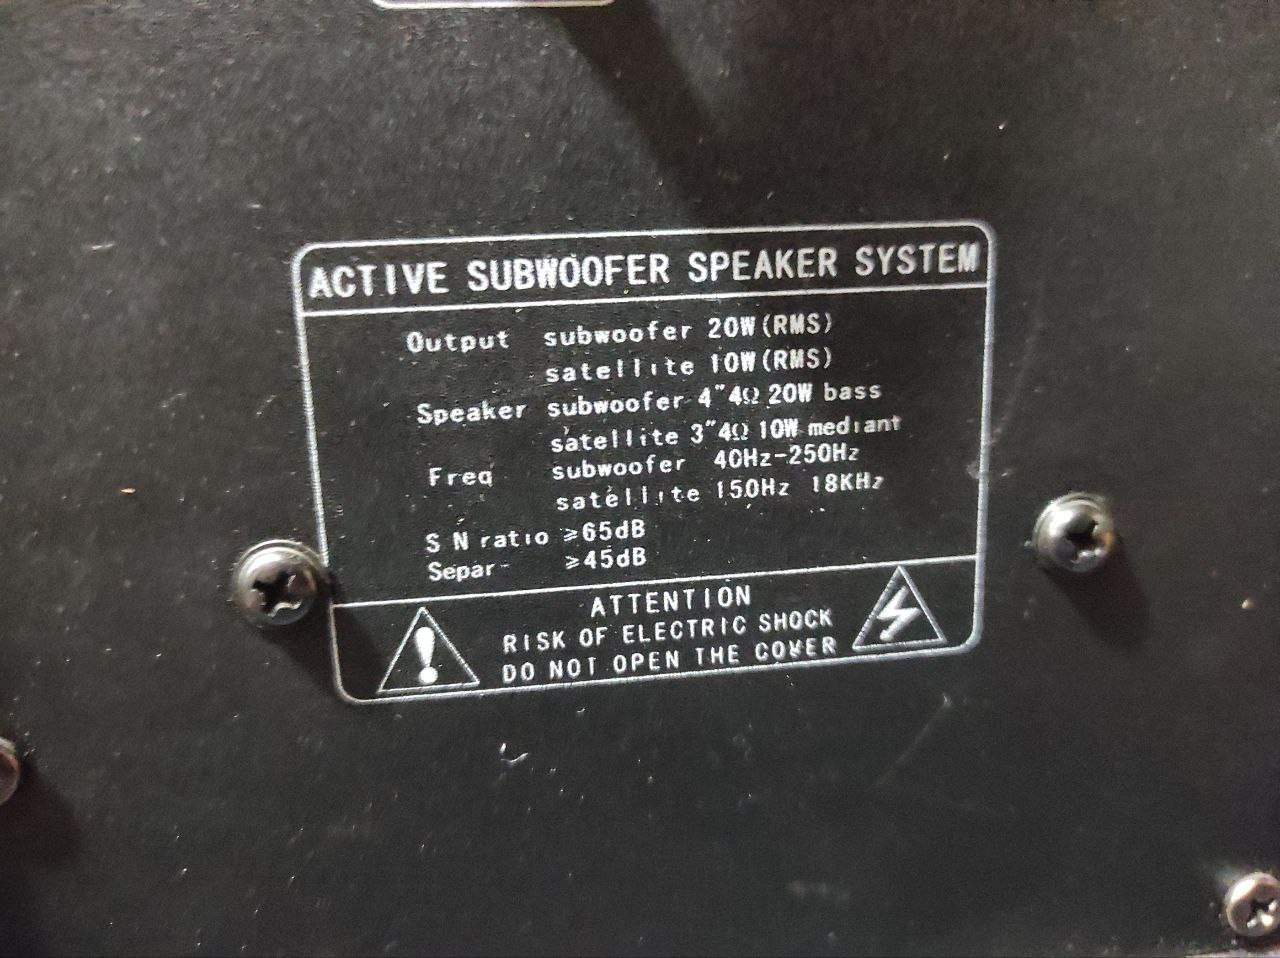 ACTIVE SUBWOOFER SPEAKER SYSTEM
Output subwoofer 20W(RMS)
satellite 10W(RMS)
Speaker subwoofer 4"4Ω 20W bass
satellite 3"4Ω 10W mediant
Freq subwoofer 40Hz-250Hz
satellite 150Hz 18KHz
S N ratio ≥65dB
Separ- ≥45dB
ATTENTION
RISK OF ELECTRIC SHOCK
DO NOT OPEN THE COVER